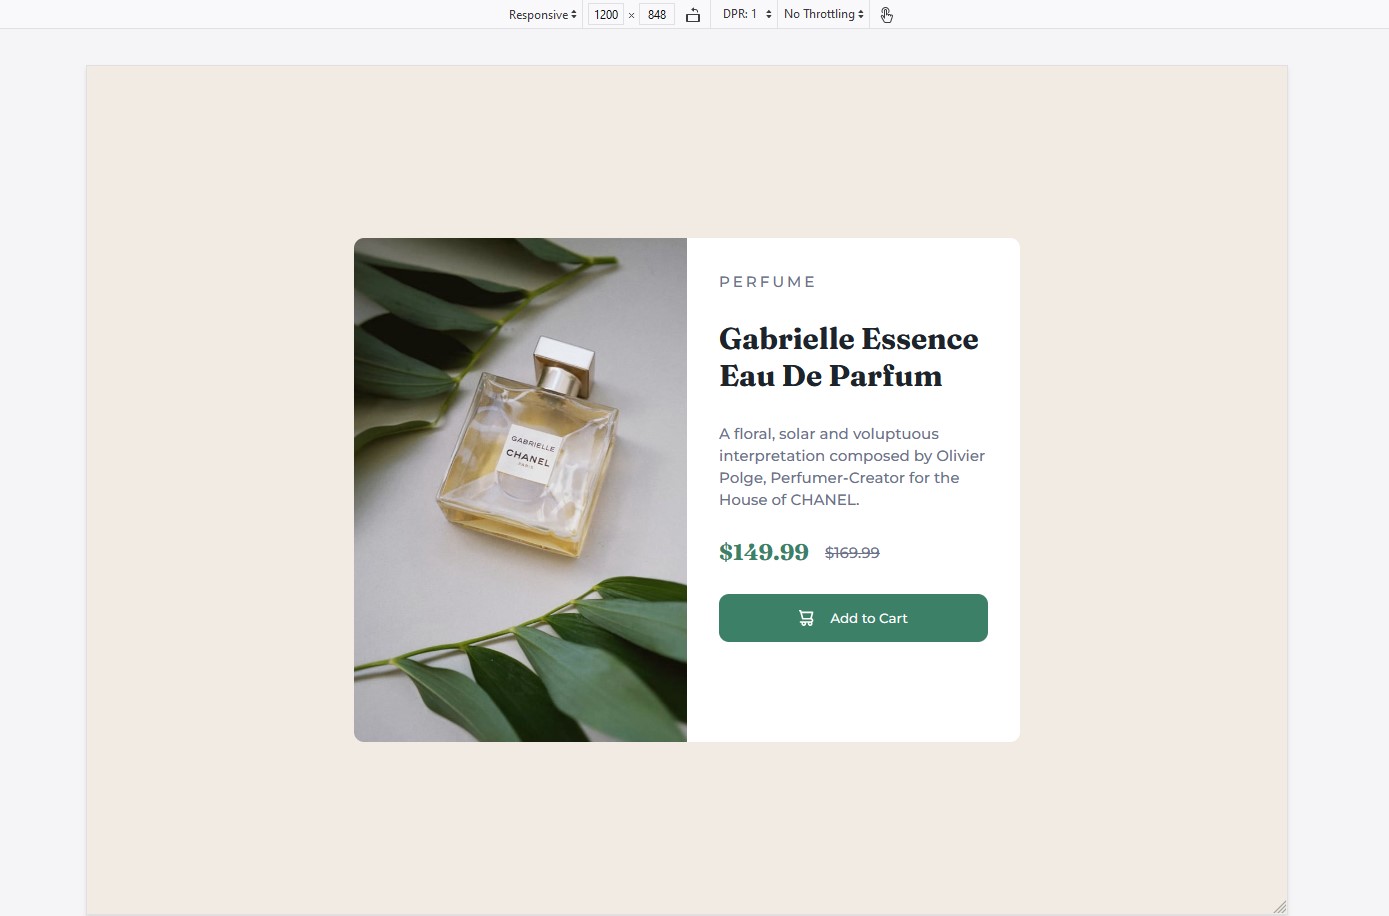 Responsive 1200 × 848 DPR: 1 No Throttling
PERFUME
Gabrielle Essence
Eau De Parfum
A floral, solar and voluptuous
interpretation composed by Olivier
Polge, Perfumer-Creator for the
House of CHANEL.
$149.99 $169.99
Add to Cart
GABRIELLE
CHANEL
PARIS